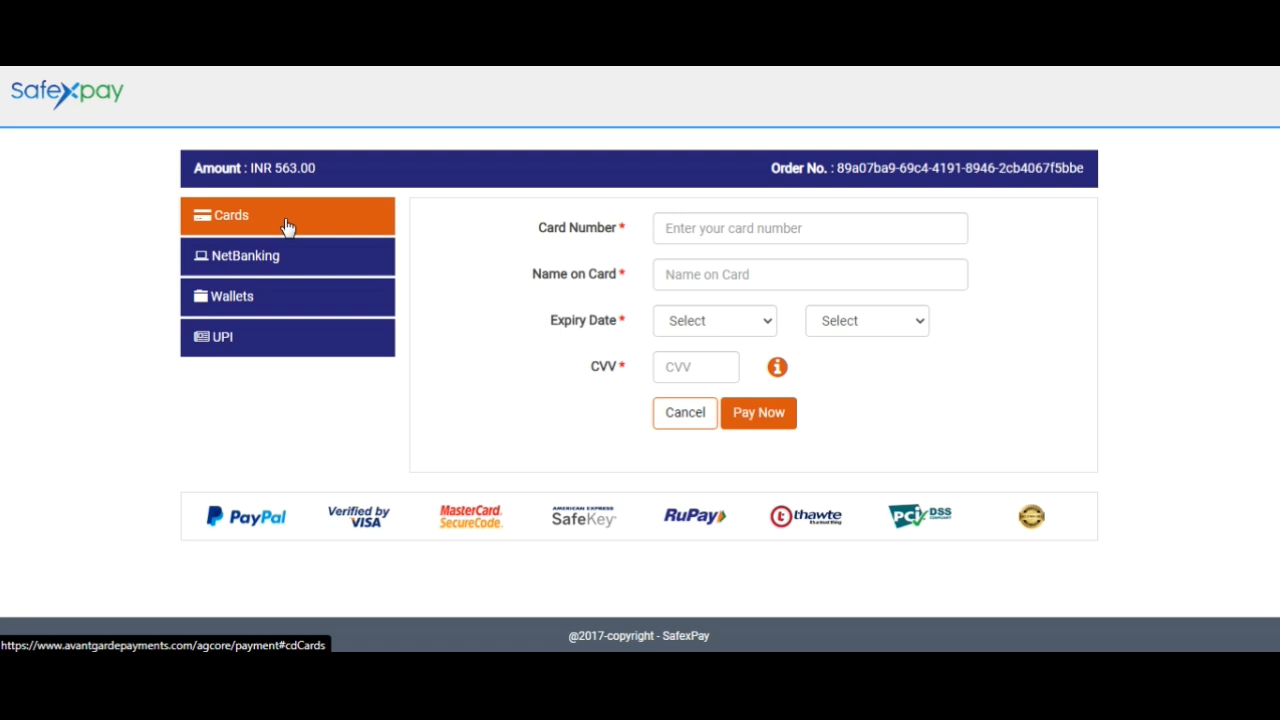 Safexpay
Amount : INR 563.00
Order No. : 89a07ba9-69c4-4191-8946-2cb4067f5bbe
Cards
NetBanking
Wallets
UPI
Card Number * Enter your card number
Name on Card * Name on Card
Expiry Date * Select Select
CVV * CVV
Cancel Pay Now
PayPal
Verified by
VISA
MasterCard.
SecureCode.
AMERICAN EXPRESS
SafeKey
RuPay
thawte
PCI DSS
@2017-copyright - SafexPay
https://www.avantgardepayments.com/agcore/payment#cdCards